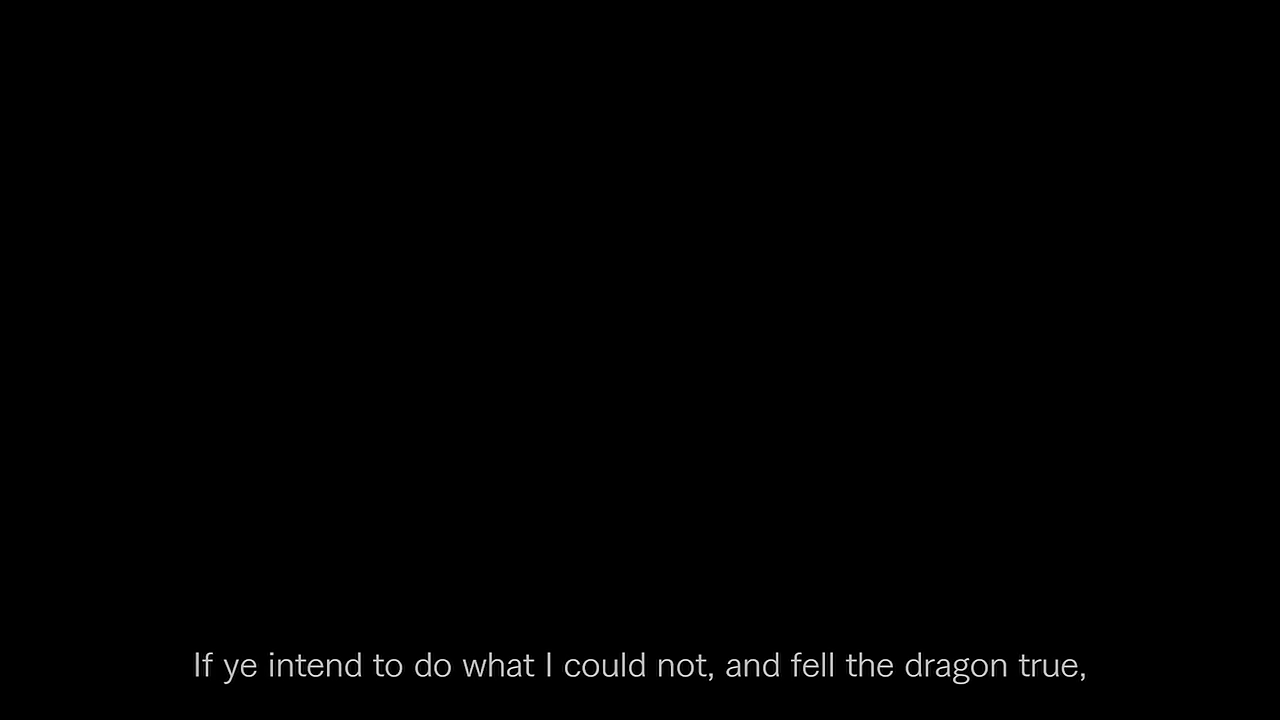 If ye intend to do what I could not, and fell the dragon true,